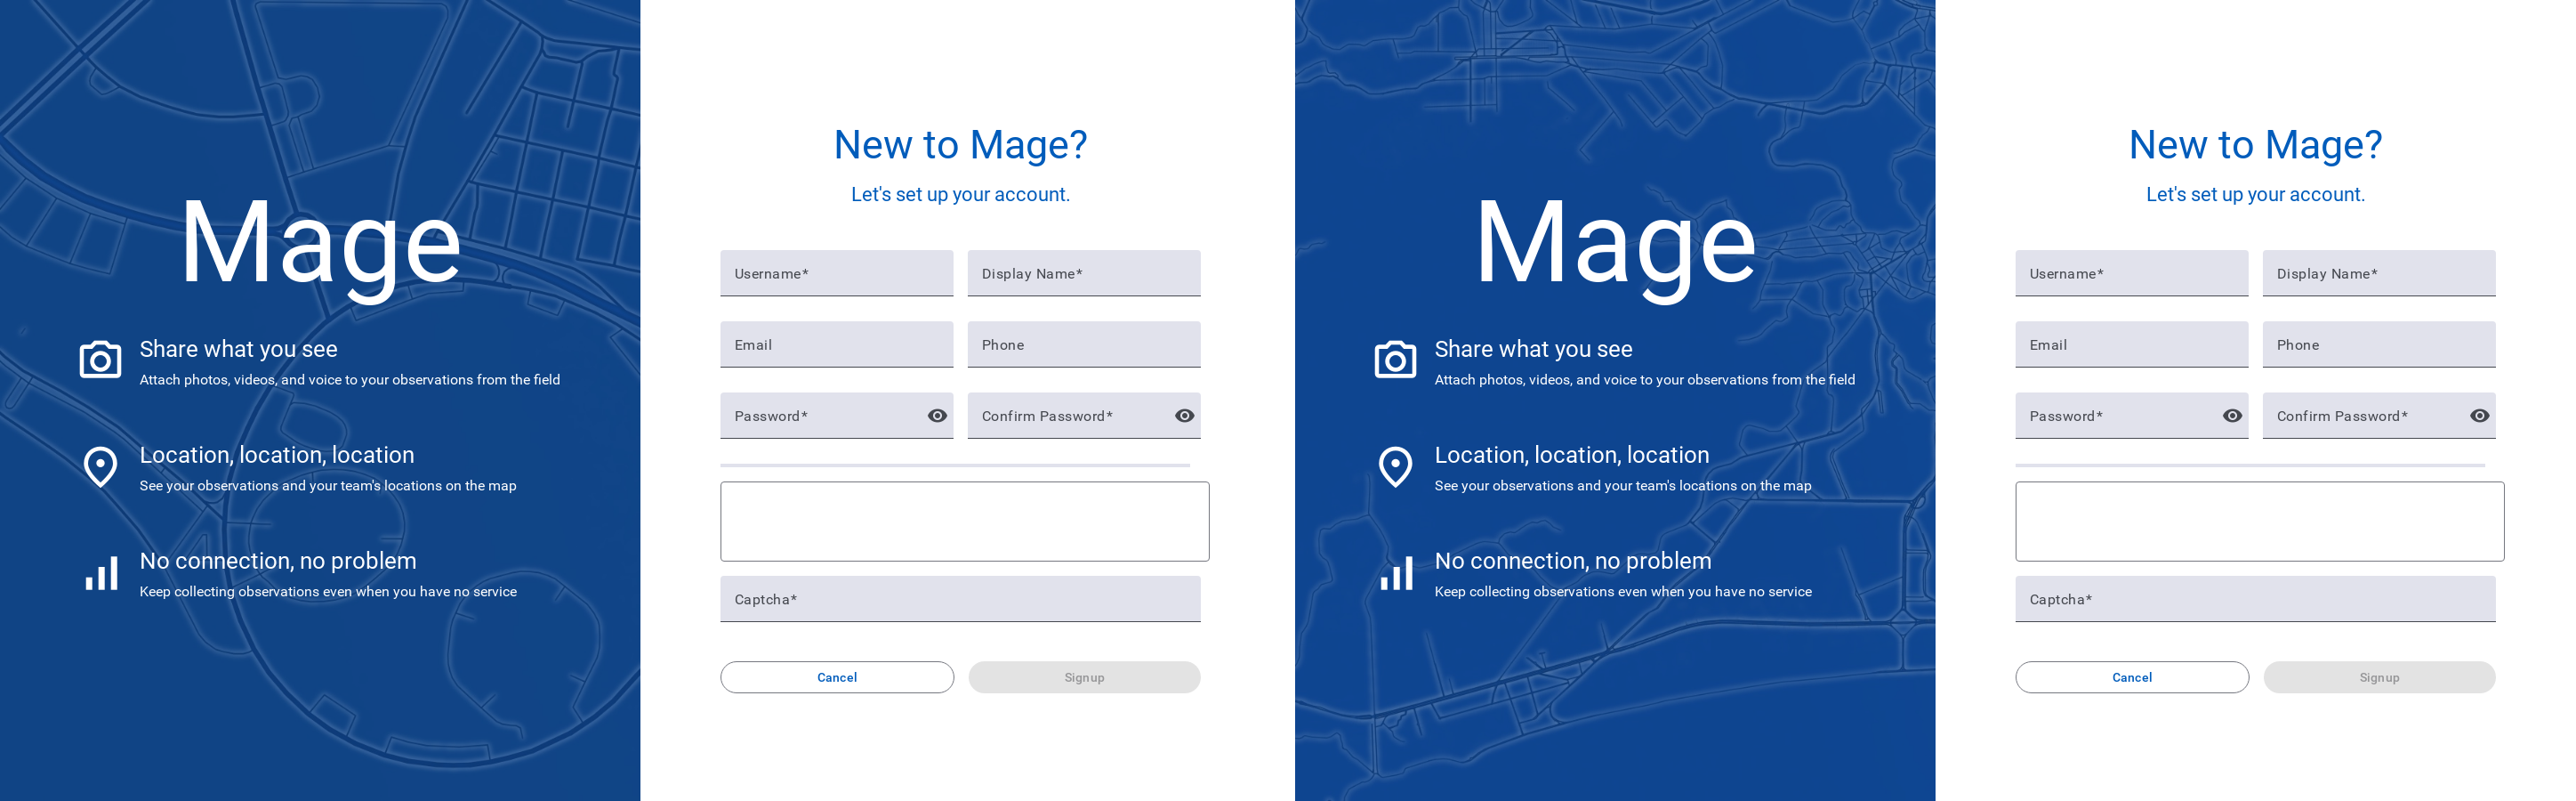 Mage
Share what you see
Attach photos, videos, and voice to your observations from the field
Location, location, location
See your observations and your team's locations on the map
No connection, no problem
Keep collecting observations even when you have no service
New to Mage?
Let's set up your account.
Username*
Display Name*
Email
Phone
Password*
Confirm Password*
Captcha*
Cancel
Signup
Mage
Share what you see
Attach photos, videos, and voice to your observations from the field
Location, location, location
See your observations and your team's locations on the map
No connection, no problem
Keep collecting observations even when you have no service
New to Mage?
Let's set up your account.
Username*
Display Name*
Email
Phone
Password*
Confirm Password*
Captcha*
Cancel
Signup